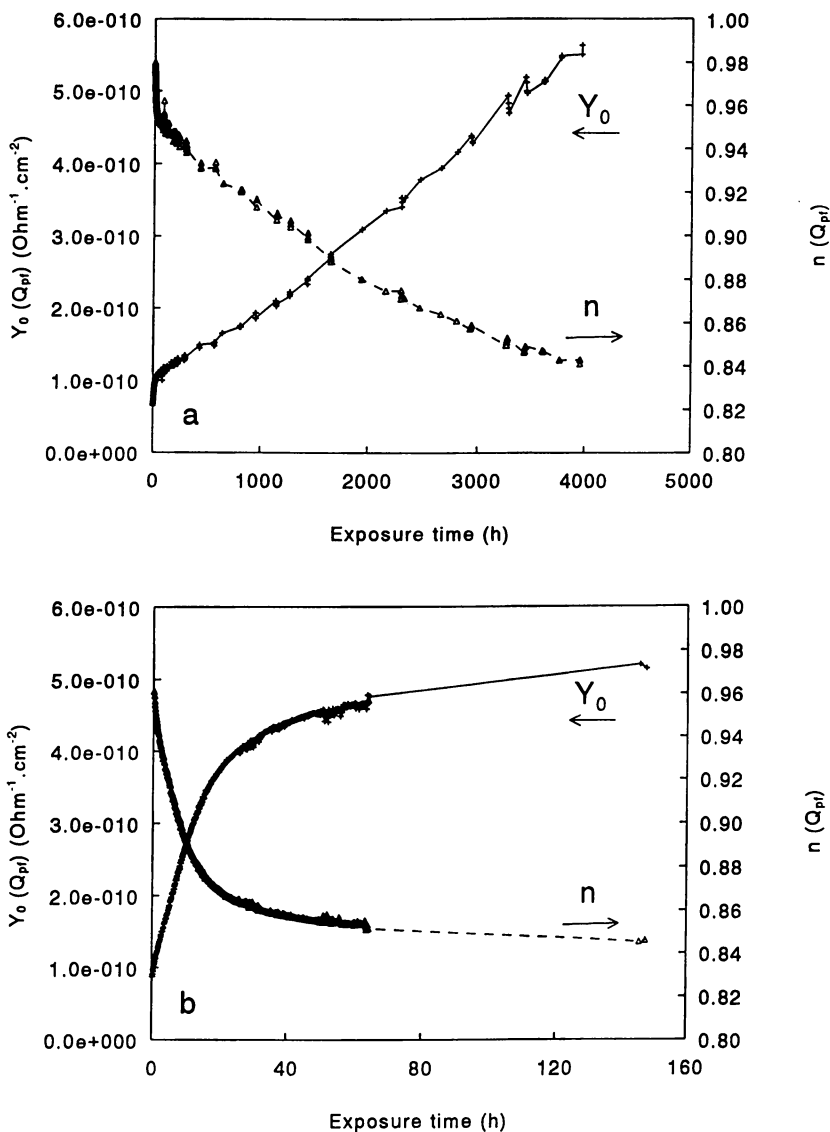 6.0e-010
5.0e-010
4.0e-010
3.0e-010
2.0e-010
1.0e-010
0.0e+000
Y₀ (Qpf) (Ohm⁻¹.cm⁻²)
1.00
0.98
0.96
0.94
0.92
0.90
0.88
0.86
0.84
0.82
0.80
n (Qpf)
Y₀
n
a
0 1000 2000 3000 4000 5000
Exposure time (h)
6.0e-010
5.0e-010
4.0e-010
3.0e-010
2.0e-010
1.0e-010
0.0e+000
Y₀ (Qpf) (Ohm⁻¹.cm⁻²)
1.00
0.98
0.96
0.94
0.92
0.90
0.88
0.86
0.84
0.82
0.80
n (Qpf)
Y₀
n
b
0 40 80 120 160
Exposure time (h)